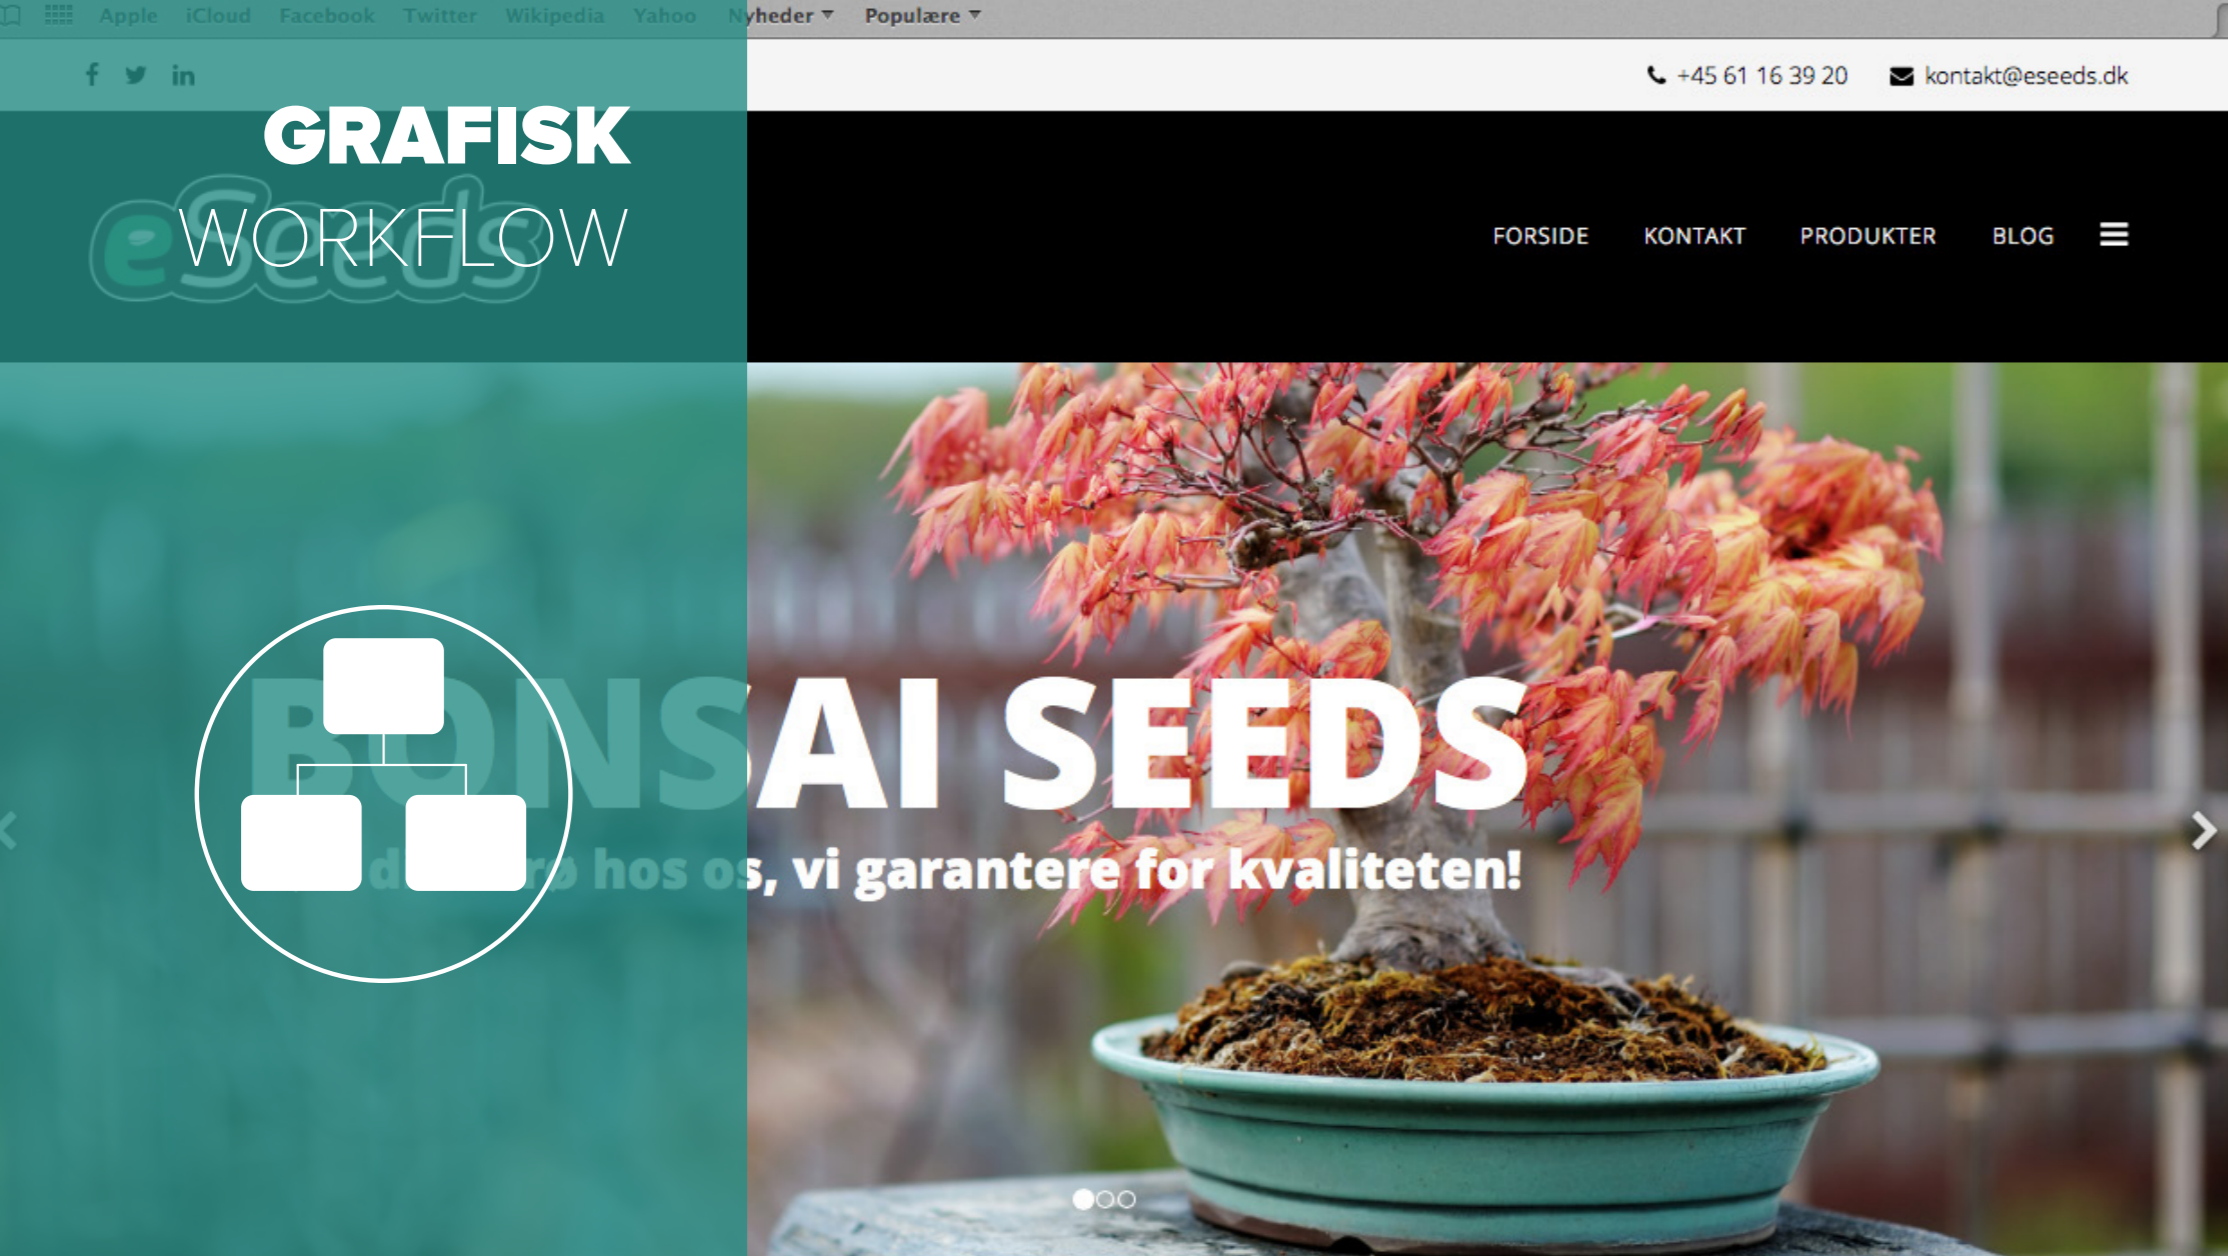 Apple iCloud Facebook Twitter Wikipedia Yahoo Nyheder Populære
+45 61 16 39 20 kontakt@eseeds.dk
GRAFISK
WORKFLOW
eSeeds
FORSIDE KONTAKT PRODUKTER BLOG
BONSAI SEEDS
hos os, vi garantere for kvaliteten!